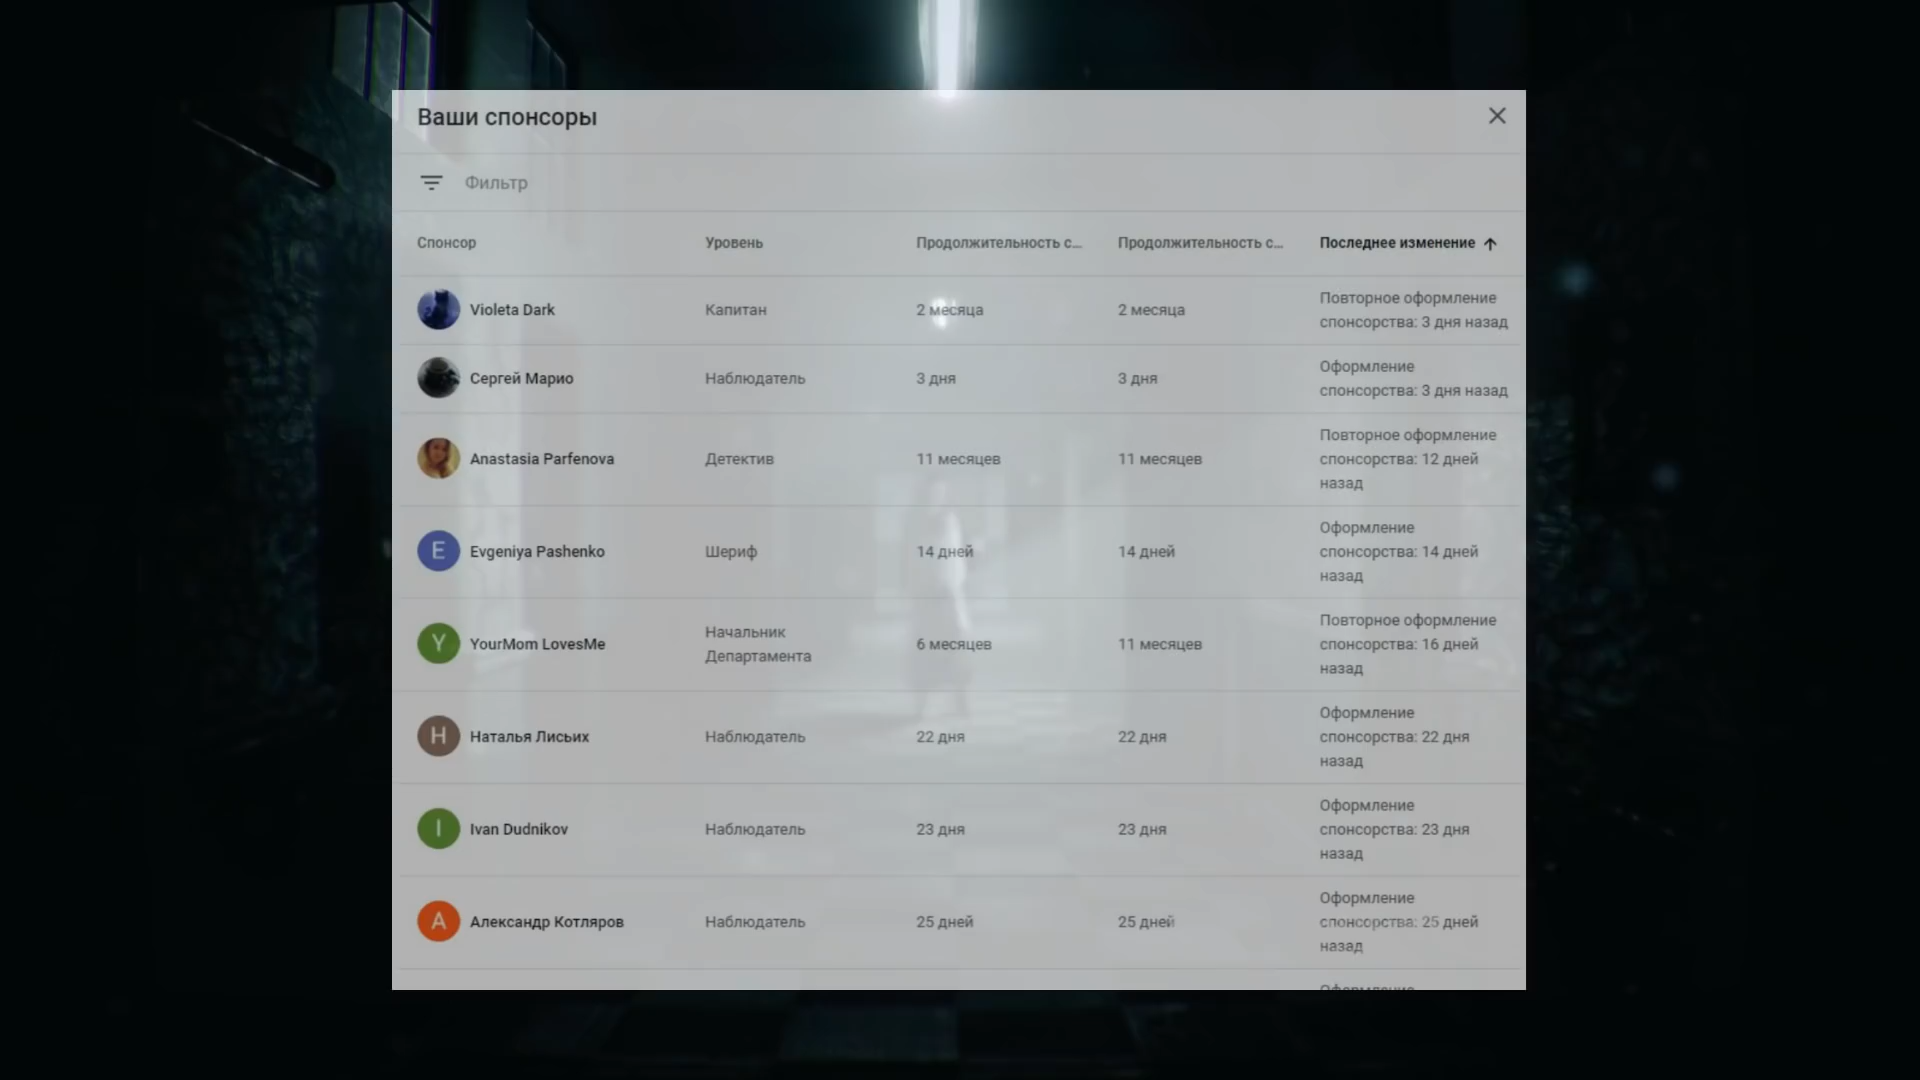 Ваши спонсоры
Фильтр
Спонсор Уровень Продолжительность с... Продолжительность с... Последнее изменение
Violeta Dark Капитан 2 месяца 2 месяца Повторное оформление
спонсорства: 3 дня назад
Сергей Марио Наблюдатель 3 дня 3 дня Оформление
спонсорства: 3 дня назад
Anastasia Parfenova Детектив 11 месяцев 11 месяцев Повторное оформление
спонсорства: 12 дней
назад
E Evgeniya Pashenko Шериф 14 дней 14 дней Оформление
спонсорства: 14 дней
назад
Y YourMom LovesMe Начальник
Департамента 6 месяцев 11 месяцев Повторное оформление
спонсорства: 16 дней
назад
Н Наталья Лисьих Наблюдатель 22 дня 22 дня Оформление
спонсорства: 22 дня
назад
I Ivan Dudnikov Наблюдатель 23 дня 23 дня Оформление
спонсорства: 23 дня
назад
А Александр Котляров Наблюдатель 25 дней 25 дней Оформление
спонсорства: 25 дней
назад